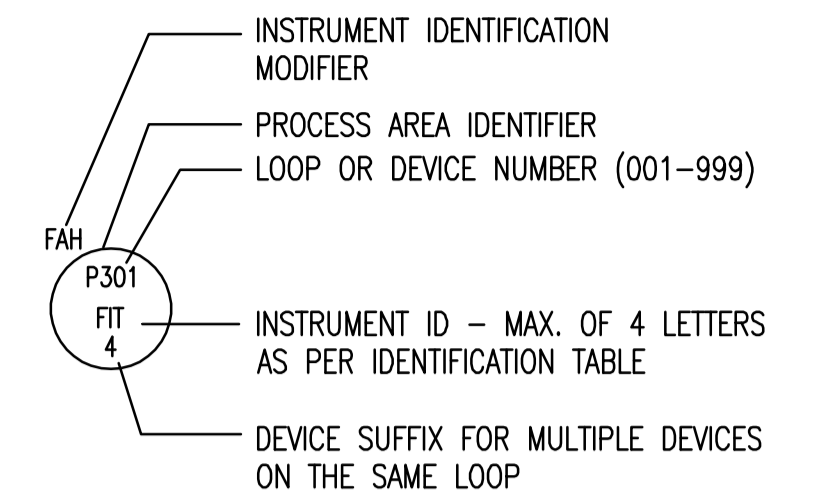 INSTRUMENT IDENTIFICATION
MODIFIER
PROCESS AREA IDENTIFIER
LOOP OR DEVICE NUMBER (001-999)
FAH
P301
FIT
4
INSTRUMENT ID - MAX. OF 4 LETTERS
AS PER IDENTIFICATION TABLE
DEVICE SUFFIX FOR MULTIPLE DEVICES
ON THE SAME LOOP